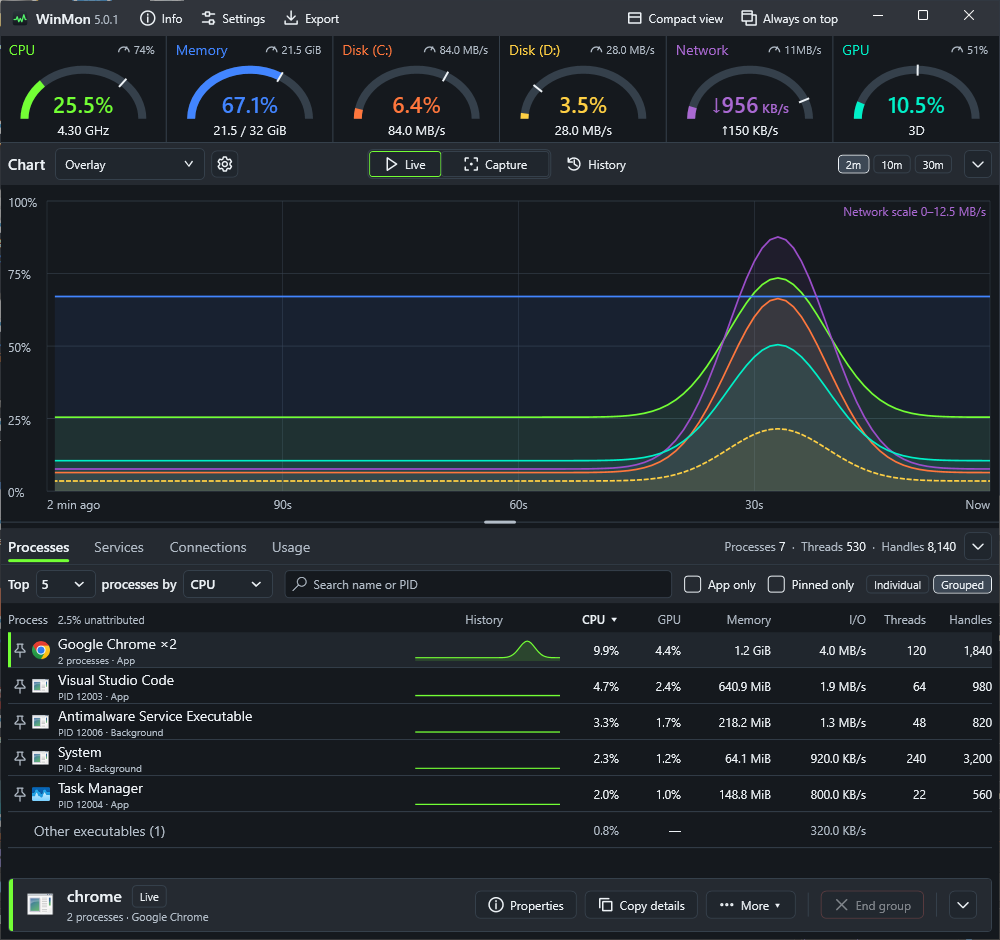 WinMon 5.0.1 Info Settings Export Compact view Always on top
CPU 74%
25.5%
4.30 GHz
Memory 21.5 GiB
67.1%
21.5 / 32 GiB
Disk (C:) 84.0 MB/s
6.4%
84.0 MB/s
Disk (D:) 28.0 MB/s
3.5%
28.0 MB/s
Network 11MB/s
↓956 KB/s
↑150 KB/s
GPU 51%
10.5%
3D
Chart Overlay Live Capture History 2m 10m 30m
100%
Network scale 0–12.5 MB/s
75%
50%
25%
0%
2 min ago 90s 60s 30s Now
Processes Services Connections Usage Processes 7 · Threads 530 · Handles 8,140
Top 5 processes by CPU Search name or PID App only Pinned only Individual Grouped
Process 2.5% unattributed History CPU ▼ GPU Memory I/O Threads Handles
Google Chrome ×2 9.9% 4.4% 1.2 GiB 4.0 MB/s 120 1,840
2 processes · App
Visual Studio Code 4.7% 2.4% 640.9 MiB 1.9 MB/s 64 980
PID 12003 · App
Antimalware Service Executable 3.3% 1.7% 218.2 MiB 1.3 MB/s 48 820
PID 12006 · Background
System 2.3% 1.2% 64.1 MiB 920.0 KB/s 240 3,200
PID 4 · Background
Task Manager 2.0% 1.0% 148.8 MiB 800.0 KB/s 22 560
PID 12004 · App
Other executables (1) 0.8% — 320.0 KB/s
chrome Live
2 processes · Google Chrome
Properties Copy details ••• More ▾ End group